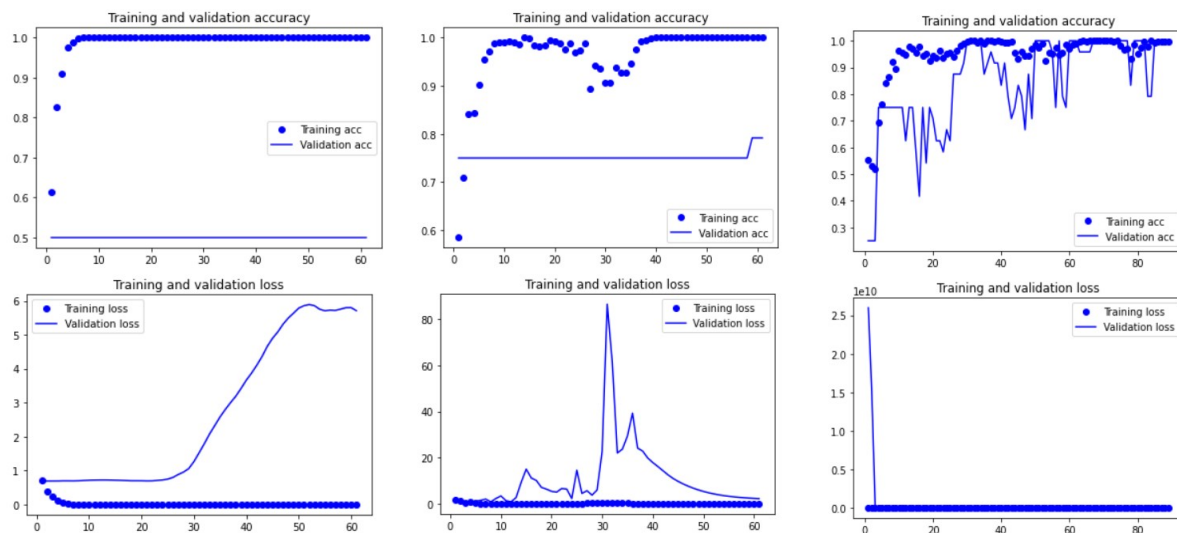 Training and validation accuracy
1.0
0.9
0.8
0.7
0.6
0.5
Training acc
Validation acc
0 10 20 30 40 50 60
Training and validation accuracy
1.0
0.9
0.8
0.7
0.6
Training acc
Validation acc
0 10 20 30 40 50 60
Training and validation accuracy
1.0
0.9
0.8
0.7
0.6
0.5
0.4
0.3
Training acc
Validation acc
0 20 40 60 80
Training and validation loss
6
5
4
3
2
1
0
Training loss
Validation loss
0 10 20 30 40 50 60
Training and validation loss
80
60
40
20
0
Training loss
Validation loss
0 10 20 30 40 50 60
1e10
Training and validation loss
2.5
2.0
1.5
1.0
0.5
0.0
Training loss
Validation loss
0 20 40 60 80